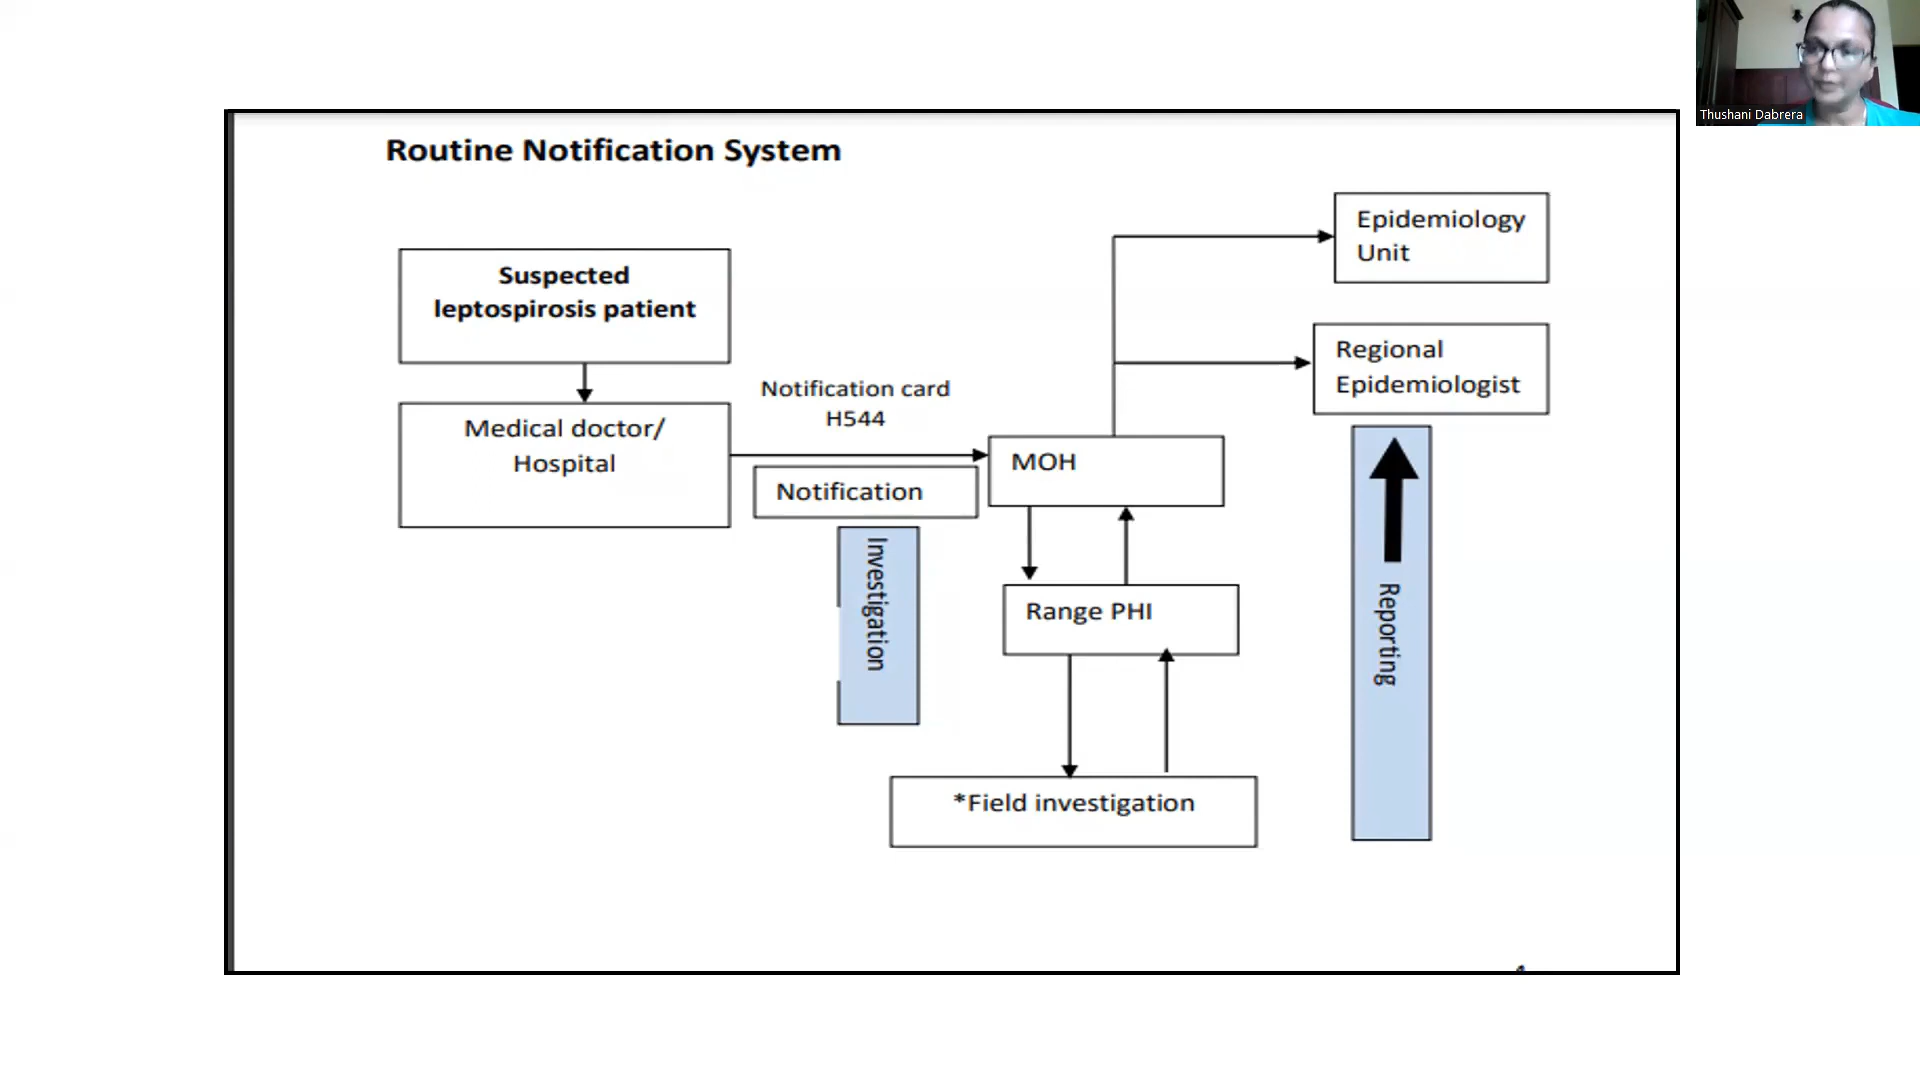 Thushani Dabrera
Routine Notification System
Epidemiology
Unit
Suspected
leptospirosis patient
Regional
Epidemiologist
Notification card
H544
Medical doctor/
Hospital
MOH
Notification
Investigation
Range PHI
Reporting
*Field investigation